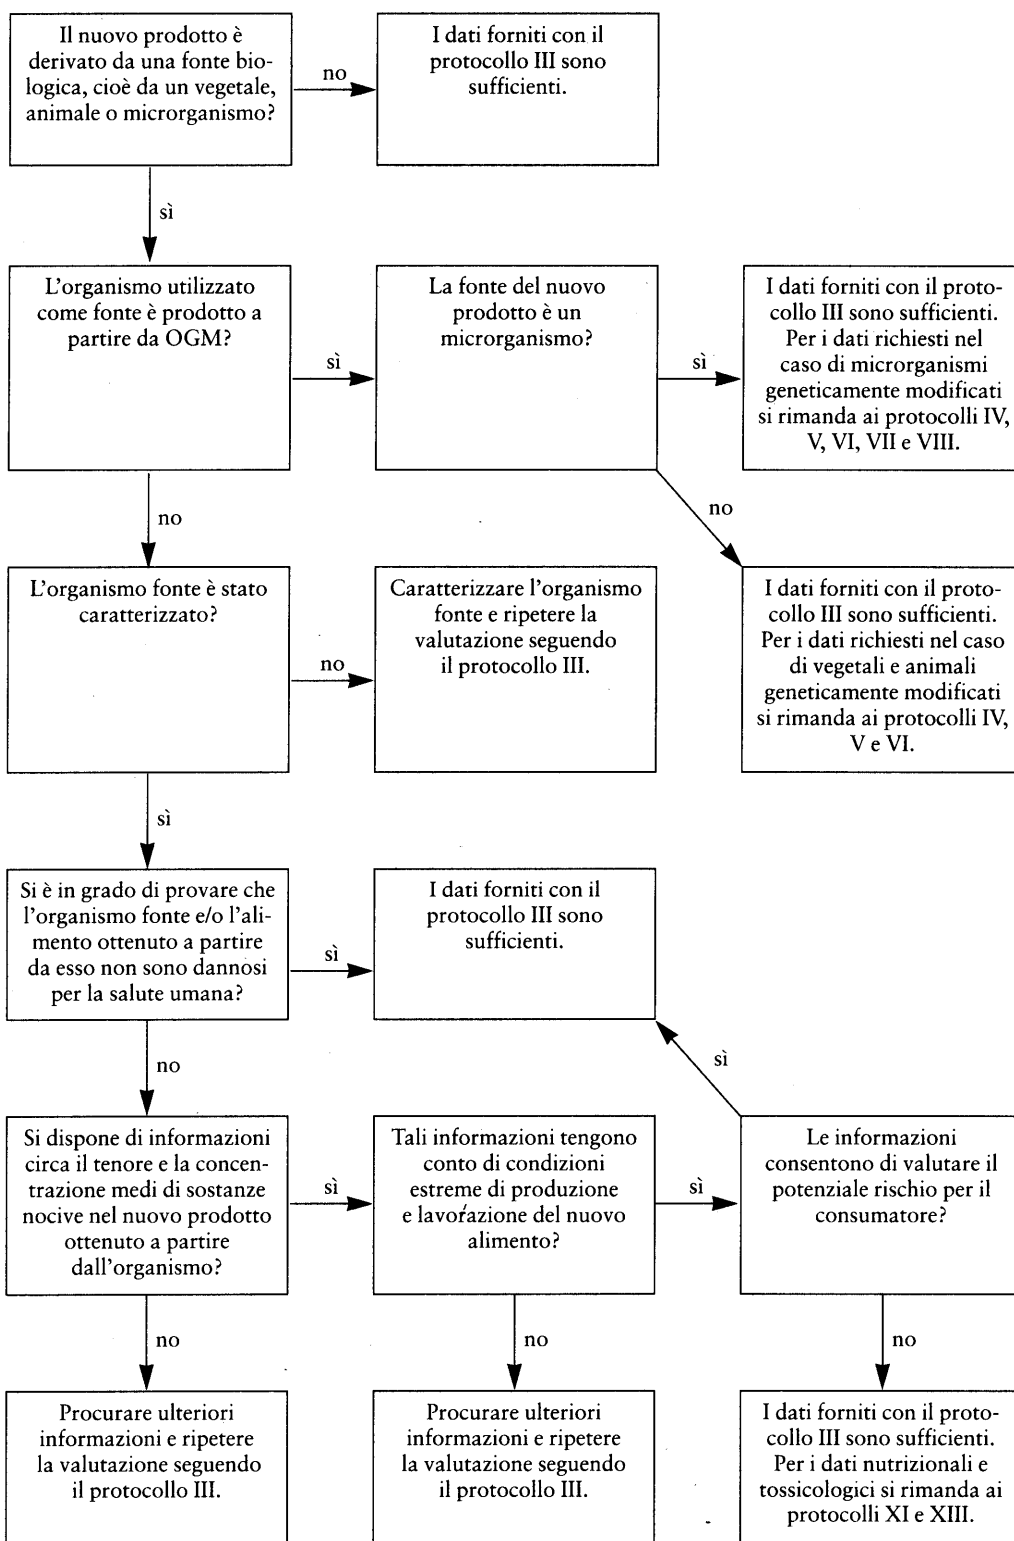 Il nuovo prodotto è
derivato da una fonte bio-
logica, cioè da un vegetale,
animale o microrganismo?
no
I dati forniti con il
protocollo III sono
sufficienti.
sì
L'organismo utilizzato
come fonte è prodotto a
partire da OGM?
sì
La fonte del nuovo
prodotto è un
microrganismo?
sì
I dati forniti con il proto-
collo III sono sufficienti.
Per i dati richiesti nel
caso di microrganismi
geneticamente modificati
si rimanda ai protocolli IV,
V, VI, VII e VIII.
no
no
L'organismo fonte è stato
caratterizzato?
no
Caratterizzare l'organismo
fonte e ripetere la
valutazione seguendo
il protocollo III.
I dati forniti con il proto-
collo III sono sufficienti.
Per i dati richiesti nel caso
di vegetali e animali
geneticamente modificati
si rimanda ai protocolli IV,
V e VI.
sì
Si è in grado di provare che
l'organismo fonte e/o l'ali-
mento ottenuto a partire
da esso non sono dannosi
per la salute umana?
sì
I dati forniti con il
protocollo III sono
sufficienti.
no
sì
Si dispone di informazioni
circa il tenore e la concen-
trazione medi di sostanze
nocive nel nuovo prodotto
ottenuto a partire
dall'organismo?
sì
Tali informazioni tengono
conto di condizioni
estreme di produzione
e lavorazione del nuovo
alimento?
sì
Le informazioni
consentono di valutare il
potenziale rischio per il
consumatore?
no
no
no
Procurare ulteriori
informazioni e ripetere
la valutazione seguendo
il protocollo III.
Procurare ulteriori
informazioni e ripetere
la valutazione seguendo
il protocollo III.
I dati forniti con il proto-
collo III sono sufficienti.
Per i dati nutrizionali e
tossicologici si rimanda ai
protocolli XI e XIII.